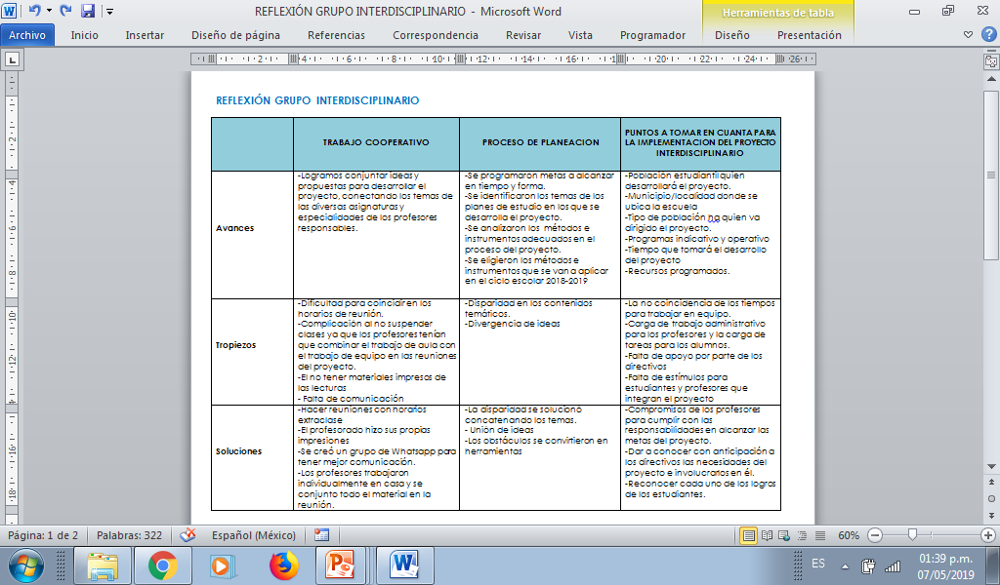 REFLEXIÓN GRUPO INTERDISCIPLINARIO - Microsoft Word
Herramientas de tabla
Archivo Inicio Insertar Diseño de página Referencias Correspondencia Revisar Vista Programador Diseño Presentación
REFLEXIÓN GRUPO INTERDISCIPLINARIO
TRABAJO COOPERATIVO
PROCESO DE PLANEACION
PUNTOS A TOMAR EN CUANTA PARA
LA IMPLEMENTACION DEL PROYECTO
INTERDISCIPLINARIO
Avances
-Logramos conjuntar ideas y
propuestas para desarrollar el
proyecto, conectando los temas de
las diversas asignaturas y
especialidades de los profesores
responsables.
-Se programaron metas a alcanzar
en tiempo y forma.
-Se identificaron los temas de los
planes de estudio en los que se
desarrolla el proyecto.
-Se analizaron los métodos e
instrumentos adecuados en el
proceso del proyecto.
-Se eligieron los métodos e
instrumentos que se van a aplicar
en el ciclo escolar 2018-2019
-Población estudiantil quien
desarrollará el proyecto.
-Municipio/localidad donde se
ubica la escuela
-Tipo de población ha quien va
dirigido el proyecto.
-Programas indicativo y operativo
-Tiempo que tomará el desarrollo
del proyecto
-Recursos programados.
Tropiezos
-Dificultad para coincidir en los
horarios de reunión.
-Complicación al no suspender
clases ya que los profesores tenían
que combinar el trabajo de aula con
el trabajo de equipo en las reuniones
del proyecto.
-El no tener materiales impresos de
las lecturas
- Falta de comunicación
-Disparidad en los contenidos
temáticos.
-Divergencia de ideas
-La no coincidencia de los tiempos
para trabajar en equipo.
-Carga de trabajo administrativo
para los profesores y la carga de
tareas para los alumnos.
-Falta de apoyo por parte de los
directivos
-Falta de estímulos para
estudiantes y profesores que
integran el proyecto
Soluciones
-Hacer reuniones con horarios
extraclase
-El profesorado hizo sus propias
impresiones
-Se creó un grupo de Whatsapp para
tener mejor comunicación.
-Los profesores trabajaron
individualmente en casa y se
conjunto todo el material en la
reunión.
-La disparidad se solucionó
concatenando los temas.
- Unión de ideas
-Los obstáculos se convirtieron en
herramientas
-Compromisos de los profesores
para cumplir con las
responsabilidades en alcanzar las
metas del proyecto.
-Dar a conocer con anticipación a
los directivos las necesidades del
proyecto e involucrarlos en él.
-Reconocer cada uno de los logros
de los estudiantes.
Página: 1 de 2 Palabras: 322 Español (México) 60%
ES 01:39 p.m.
07/05/2019